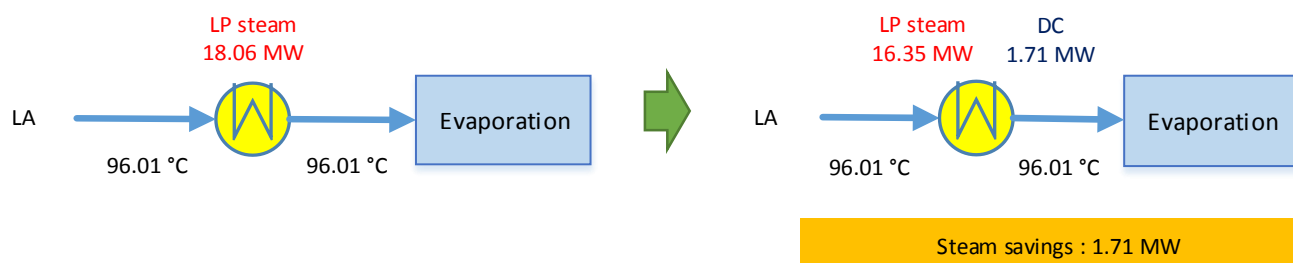 LP steam
18.06 MW
LA
Evaporation
96.01 °C
96.01 °C
LP steam
16.35 MW
DC
1.71 MW
LA
Evaporation
96.01 °C
96.01 °C
Steam savings : 1.71 MW